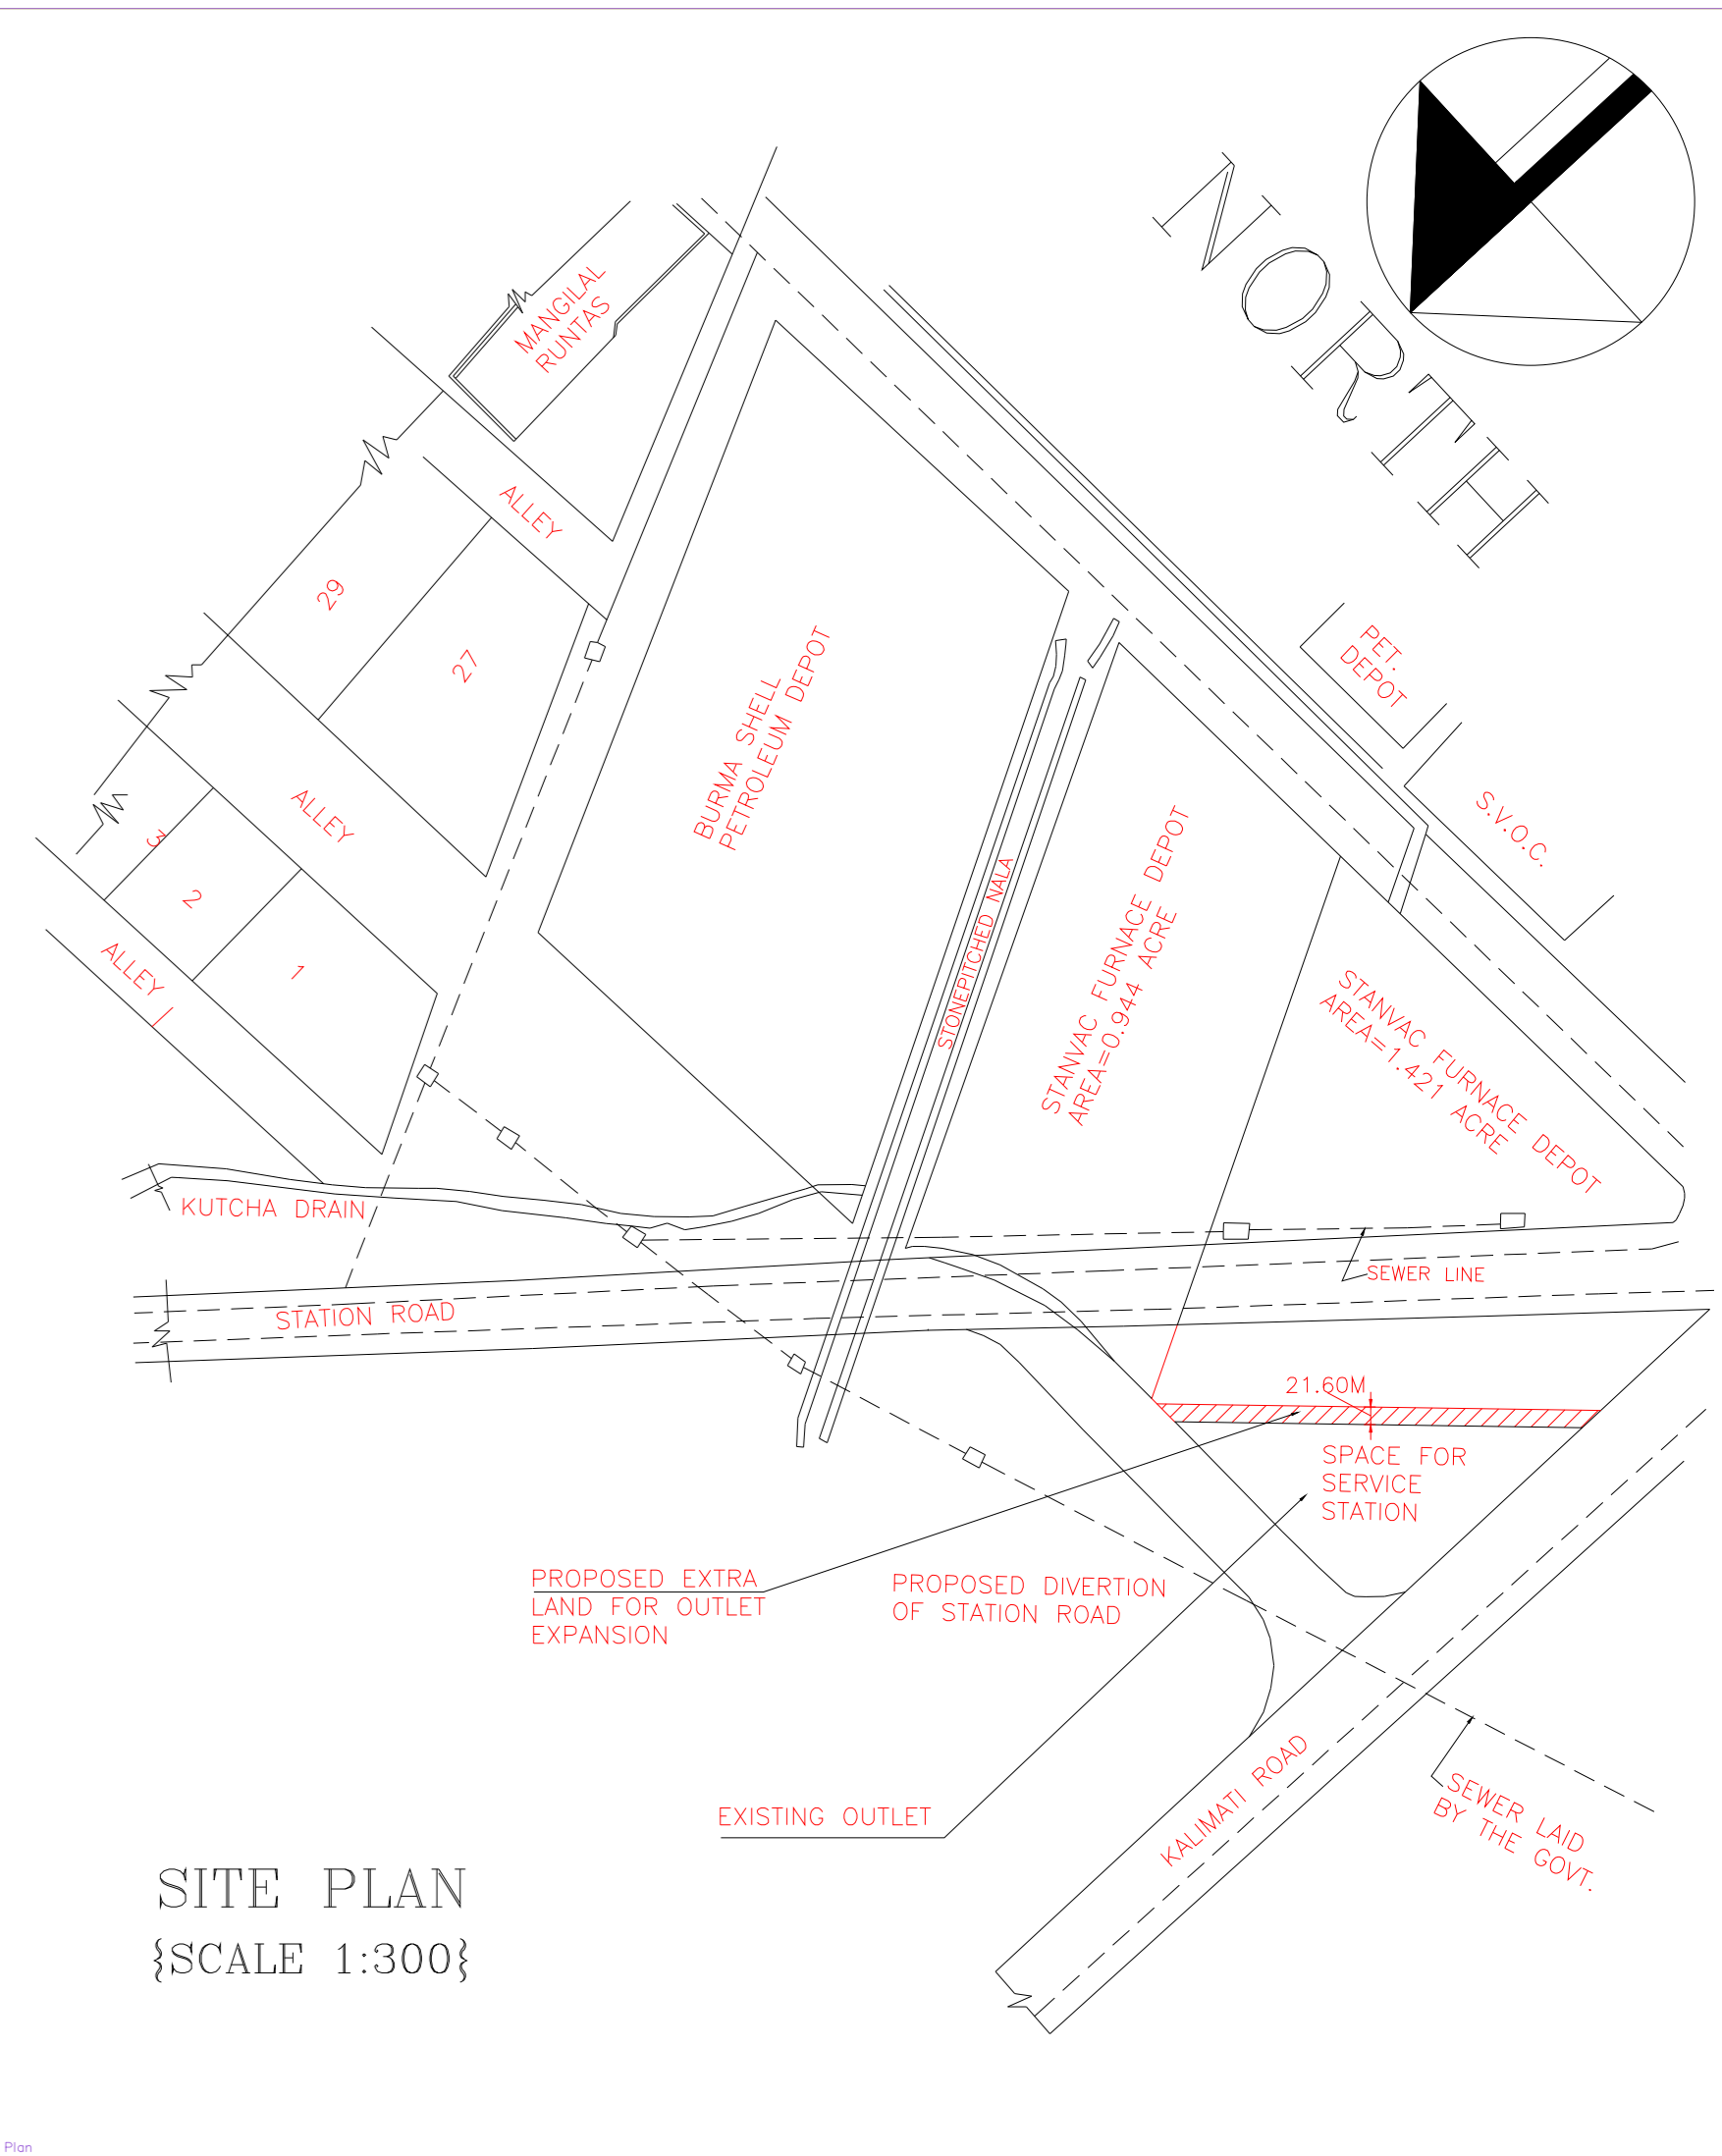 NORTH
MANGILAL
RUNTAS
ALLEY
29
27
PET.
DEPOT
BURMA SHELL
PETROLEUM DEPOT
S.V.O.C.
ALLEY
3
2
1
ALLEY
STONEPITCHED NALA
STANVAC FURNACE DEPOT
AREA=0.944 ACRE
STANVAC FURNACE DEPOT
AREA=1.421 ACRE
KUTCHA DRAIN
SEWER LINE
STATION ROAD
21.60M
SPACE FOR
SERVICE
STATION
PROPOSED EXTRA
LAND FOR OUTLET
EXPANSION
PROPOSED DIVERTION
OF STATION ROAD
EXISTING OUTLET
KALIMATI ROAD
SEWER LAID
BY THE GOVT.
SITE PLAN
{SCALE 1:300}
Plan